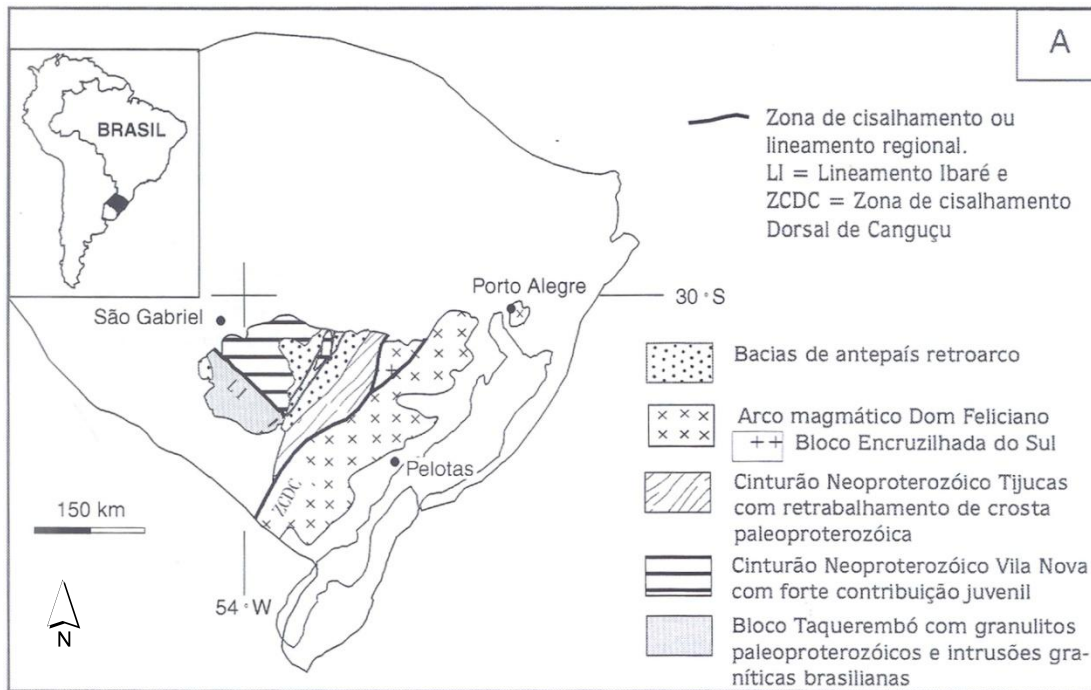 A
BRASIL
Zona de cisalhamento ou
lineamento regional.
LI = Lineamento Ibaré e
ZCDC = Zona de cisalhamento
Dorsal de Canguçu
Porto Alegre
30 °S
São Gabriel
LI
Pelotas
ZCDC
150 km
54 °W
N
Bacias de antepaís retroarco
Arco magmático Dom Feliciano
Bloco Encruzilhada do Sul
Cinturão Neoproterozóico Tijucas
com retrabalhamento de crosta
paleoproterozóica
Cinturão Neoproterozóico Vila Nova
com forte contribuição juvenil
Bloco Taquerembó com granulitos
paleoproterozóicos e intrusões gra-
níticas brasilianas